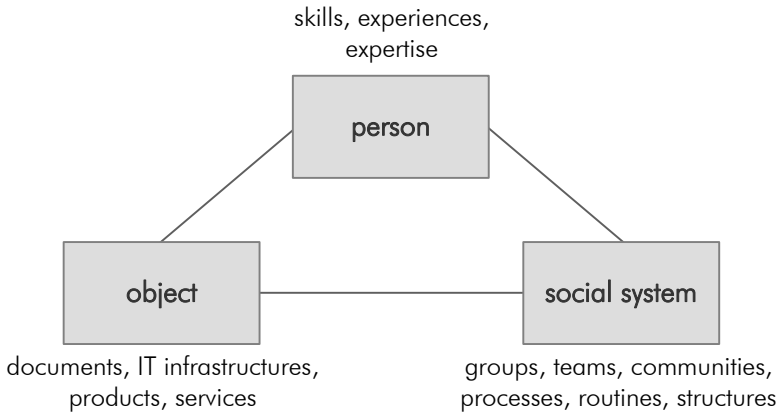 skills, experiences,
expertise
person
object
social system
documents, IT infrastructures,
products, services
groups, teams, communities,
processes, routines, structures